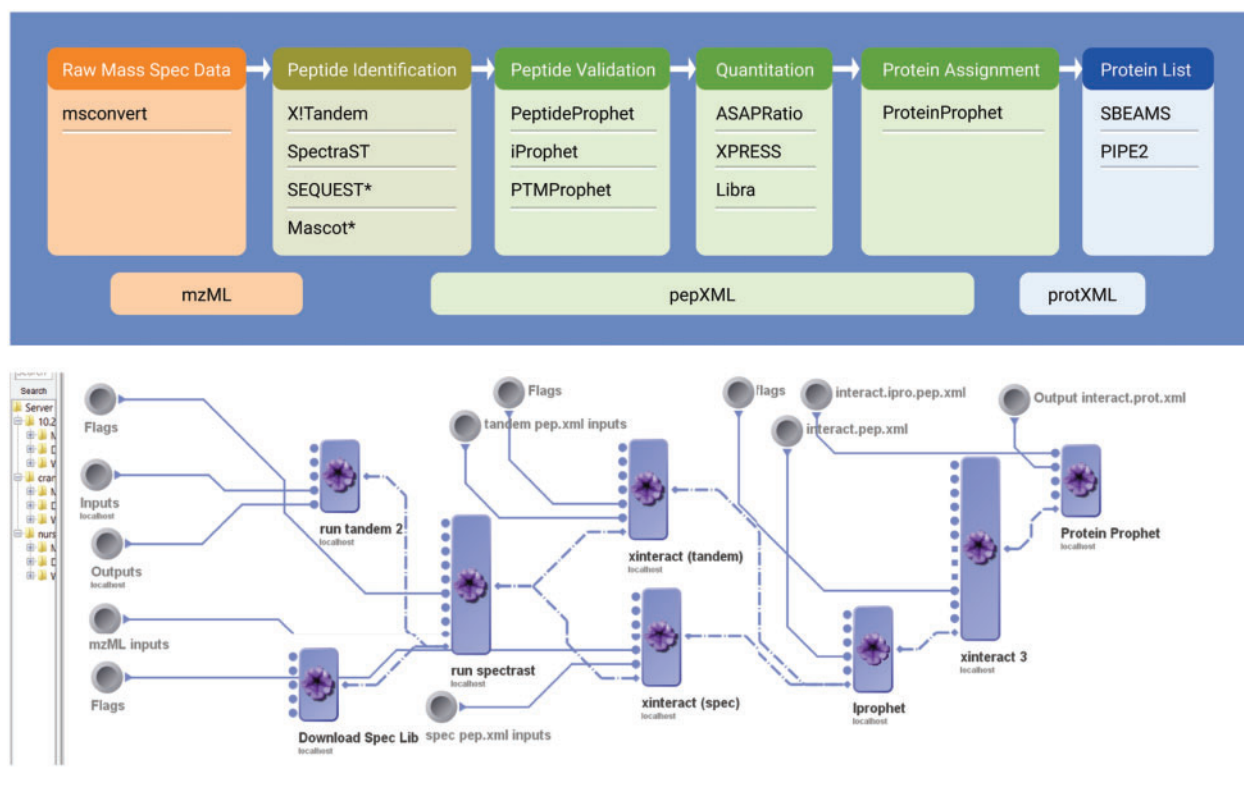 Raw Mass Spec Data
msconvert
Peptide Identification
X!Tandem
SpectraST
SEQUEST*
Mascot*
Peptide Validation
PeptideProphet
iProphet
PTMProphet
Quantitation
ASAPRatio
XPRESS
Libra
Protein Assignment
ProteinProphet
Protein List
SBEAMS
PIPE2
mzML
pepXML
protXML
Search
Server
10.2
M
D
V
crar
M
D
V
nurs
M
D
V
Flags
Inputs
localhost
Outputs
localhost
mzML inputs
Flags
run tandem 2
localhost
Download Spec Lib
localhost
run spectrast
localhost
Flags
tandem pep.xml inputs
xinteract (tandem)
localhost
xinteract (spec)
localhost
spec pep.xml inputs
flags
interact.ipro.pep.xml
interact.pep.xml
Iprophet
localhost
xinteract 3
localhost
Output interact.prot.xml
Protein Prophet
localhost